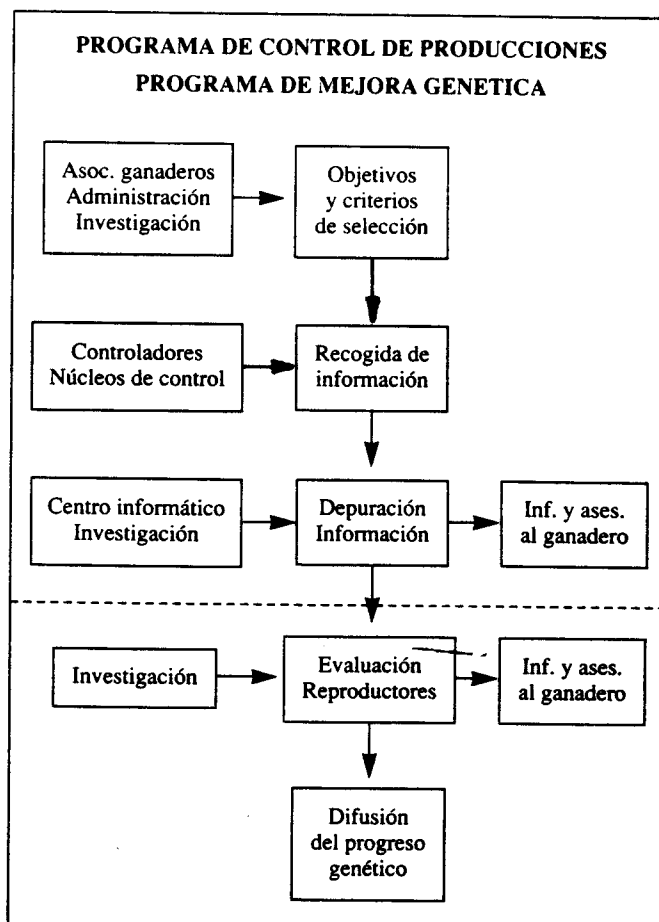 PROGRAMA DE CONTROL DE PRODUCCIONES
PROGRAMA DE MEJORA GENETICA
Asoc. ganaderos
Administración
Investigación
Objetivos
y criterios
de selección
Controladores
Núcleos de control
Recogida de
información
Centro informático
Investigación
Depuración
Información
Inf. y ases.
al ganadero
Investigación
Evaluación
Reproductores
Inf. y ases.
al ganadero
Difusión
del progreso
genético